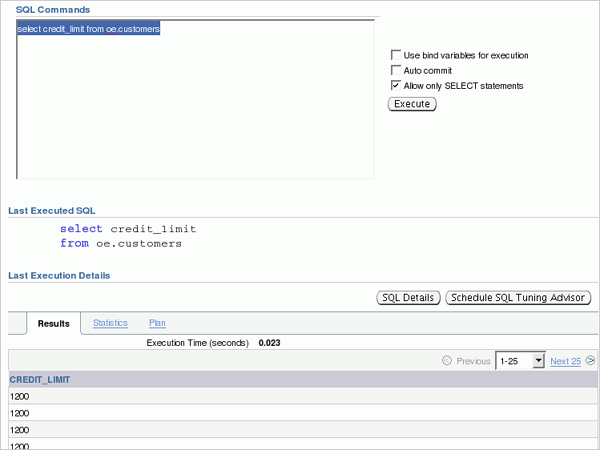 SQL Commands
select credit_limit from oe.customers
Use bind variables for execution
Auto commit
Allow only SELECT statements
Execute
Last Executed SQL
select credit_limit
from oe.customers
Last Execution Details
SQL Details Schedule SQL Tuning Advisor
Results Statistics Plan
Execution Time (seconds) 0.023
Previous 1-25 Next 25
CREDIT_LIMIT
1200
1200
1200
1200